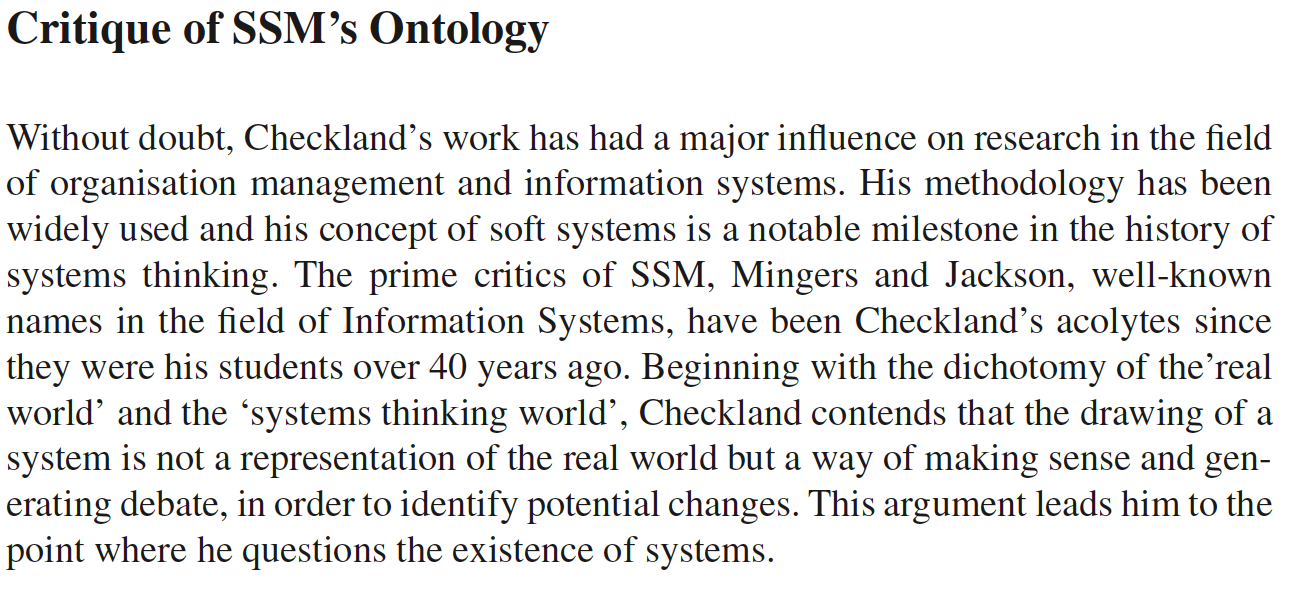 Critique of SSM’s Ontology
Without doubt, Checkland’s work has had a major influence on research in the field
of organisation management and information systems. His methodology has been
widely used and his concept of soft systems is a notable milestone in the history of
systems thinking. The prime critics of SSM, Mingers and Jackson, well-known
names in the field of Information Systems, have been Checkland’s acolytes since
they were his students over 40 years ago. Beginning with the dichotomy of the’real
world’ and the ‘systems thinking world’, Checkland contends that the drawing of a
system is not a representation of the real world but a way of making sense and gen-
erating debate, in order to identify potential changes. This argument leads him to the
point where he questions the existence of systems.